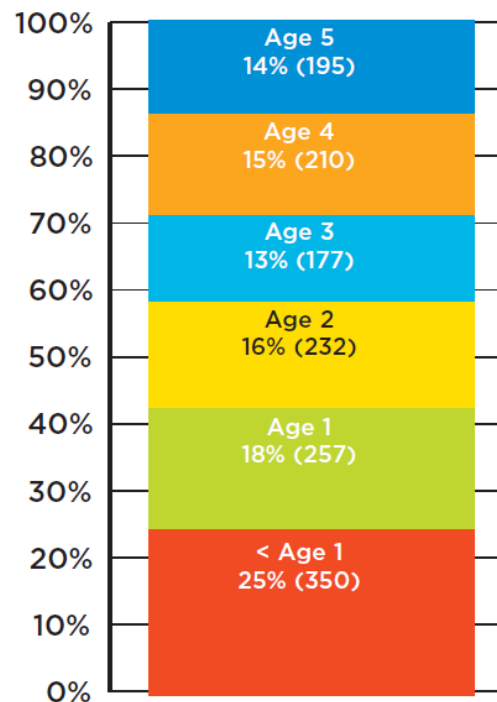 100%
90%
80%
70%
60%
50%
40%
30%
20%
10%
0%
Age 5
14% (195)
Age 4
15% (210)
Age 3
13% (177)
Age 2
16% (232)
Age 1
18% (257)
< Age 1
25% (350)